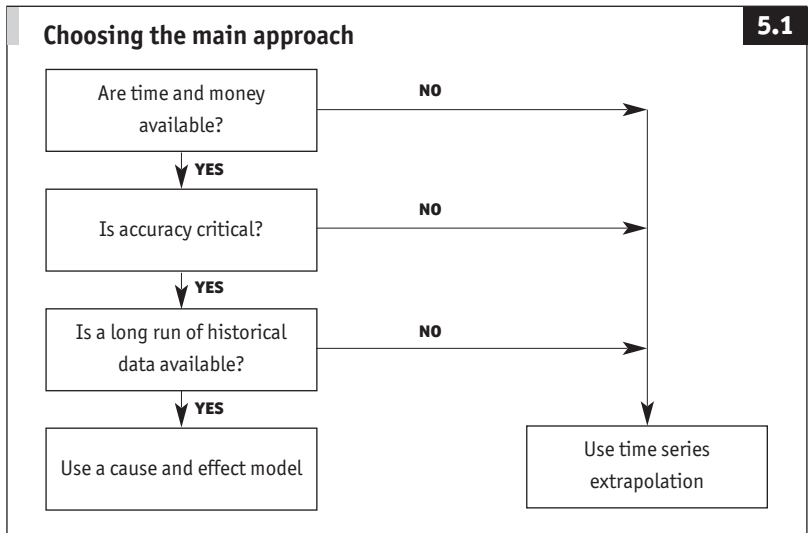 Choosing the main approach
5.1
Are time and money
available?
NO
YES
Is accuracy critical?
NO
YES
Is a long run of historical
data available?
NO
YES
Use a cause and effect model
Use time series
extrapolation